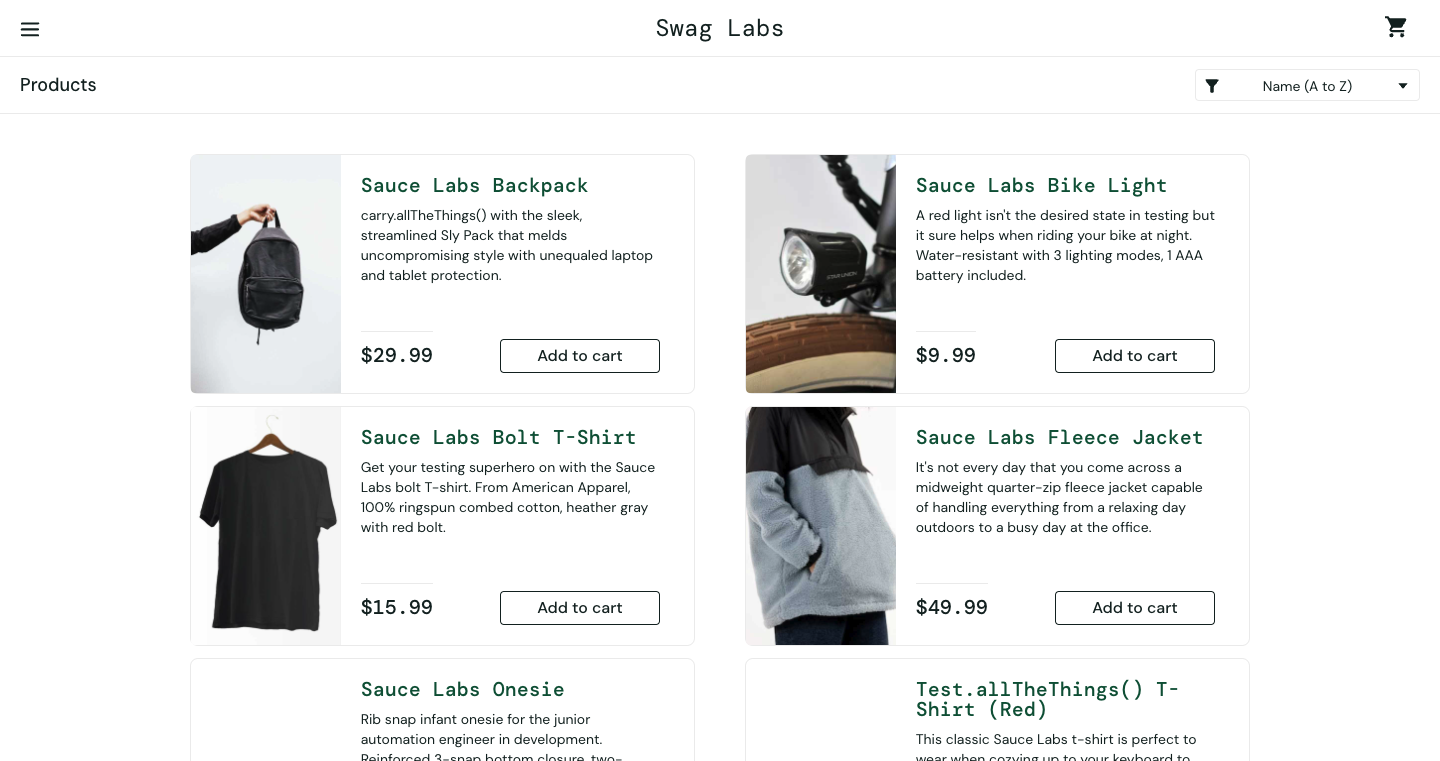 Swag Labs
Products
Name (A to Z)
Sauce Labs Backpack
carry.allTheThings() with the sleek,
streamlined Sly Pack that melds
uncompromising style with unequaled laptop
and tablet protection.
$29.99
Add to cart
Sauce Labs Bike Light
A red light isn't the desired state in testing but
it sure helps when riding your bike at night.
Water-resistant with 3 lighting modes, 1 AAA
battery included.
$9.99
Add to cart
Sauce Labs Bolt T-Shirt
Get your testing superhero on with the Sauce
Labs bolt T-shirt. From American Apparel,
100% ringspun combed cotton, heather gray
with red bolt.
$15.99
Add to cart
Sauce Labs Fleece Jacket
It's not every day that you come across a
midweight quarter-zip fleece jacket capable
of handling everything from a relaxing day
outdoors to a busy day at the office.
$49.99
Add to cart
Sauce Labs Onesie
Rib snap infant onesie for the junior
automation engineer in development.
Reinforced 3-snap bottom closure, two-
Test.allTheThings() T-
Shirt (Red)
This classic Sauce Labs t-shirt is perfect to
wear when cozying up to your keyboard to